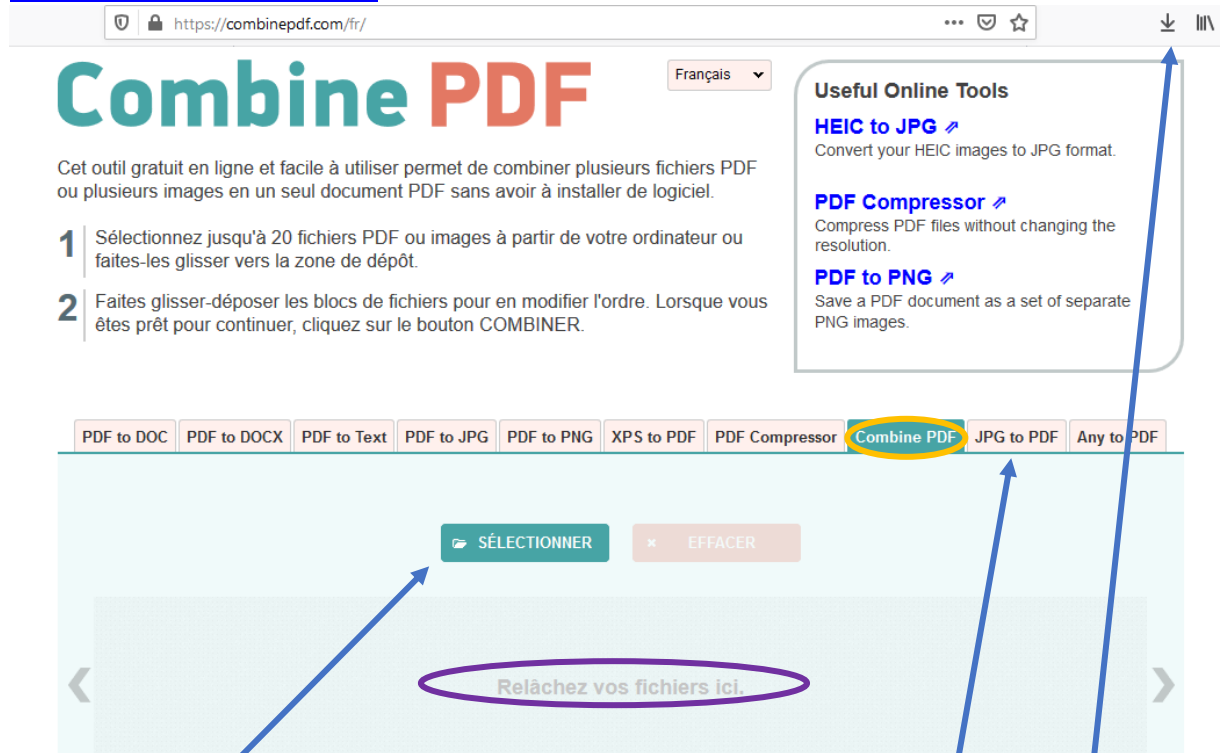 https://combinepdf.com/fr/
Combine PDF
Français
Cet outil gratuit en ligne et facile à utiliser permet de combiner plusieurs fichiers PDF
ou plusieurs images en un seul document PDF sans avoir à installer de logiciel.
1 Sélectionnez jusqu'à 20 fichiers PDF ou images à partir de votre ordinateur ou
faites-les glisser vers la zone de dépôt.
2 Faites glisser-déposer les blocs de fichiers pour en modifier l'ordre. Lorsque vous
êtes prêt pour continuer, cliquez sur le bouton COMBINER.
Useful Online Tools
HEIC to JPG
Convert your HEIC images to JPG format.
PDF Compressor
Compress PDF files without changing the
resolution.
PDF to PNG
Save a PDF document as a set of separate
PNG images.
PDF to DOC PDF to DOCX PDF to Text PDF to JPG PDF to PNG XPS to PDF PDF Compressor Combine PDF JPG to PDF Any to PDF
SÉLECTIONNER EFFACER
Relâchez vos fichiers ici.